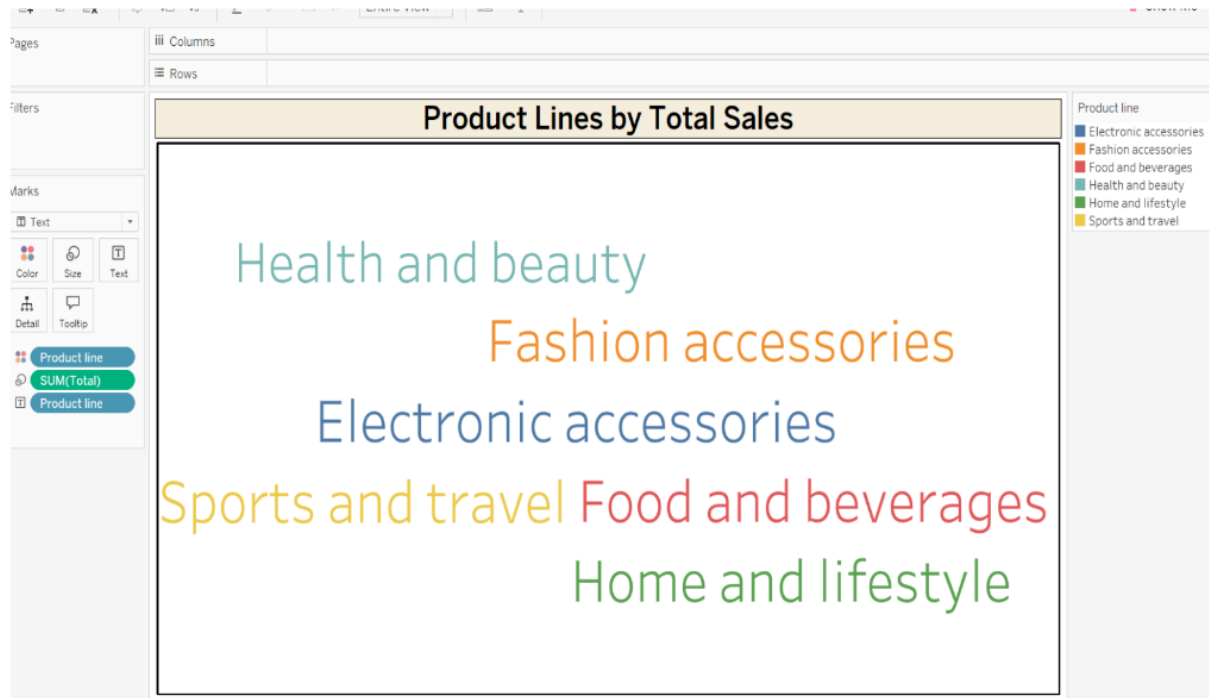 Pages
Columns
Rows
Filters
Product Lines by Total Sales
Product line
Electronic accessories
Fashion accessories
Food and beverages
Health and beauty
Home and lifestyle
Sports and travel
Marks
Text
Color Size Text
Detail Tooltip
Product line
SUM(Total)
Product line
Health and beauty
Fashion accessories
Electronic accessories
Sports and travel Food and beverages
Home and lifestyle